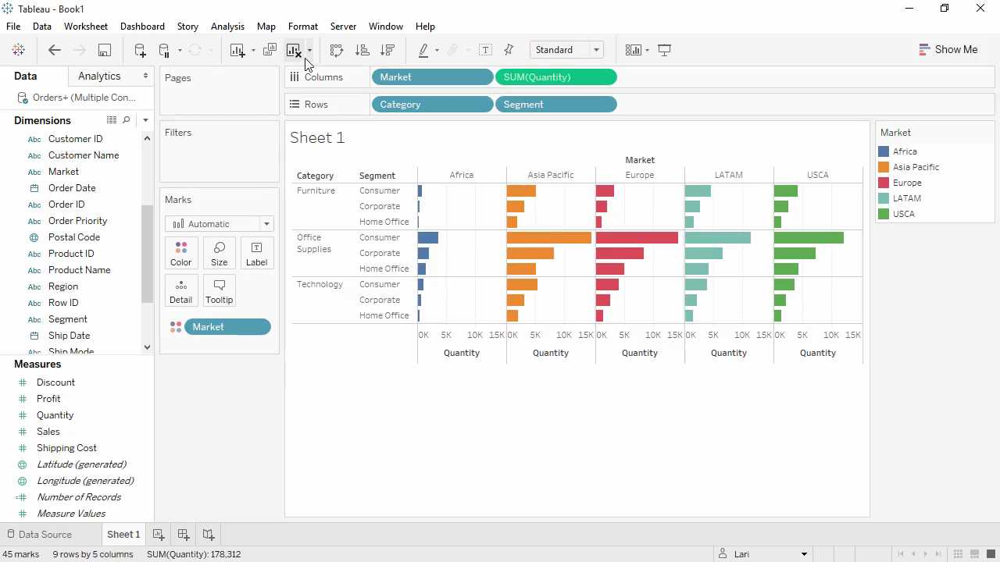 Tableau - Book1
File Data Worksheet Dashboard Story Analysis Map Format Server Window Help
Standard
Show Me
Data Analytics
Pages
Columns Market SUM(Quantity)
Orders+ (Multiple Con...
Rows Category Segment
Dimensions
Filters
Abc Customer ID
Abc Customer Name
Abc Market
Order Date
Abc Order ID
Abc Order Priority
Postal Code
Abc Product ID
Abc Product Name
Abc Region
Abc Row ID
Abc Segment
Ship Date
Abc Ship Mode
Measures
Discount
Profit
Quantity
Sales
Shipping Cost
Latitude (generated)
Longitude (generated)
Number of Records
Measure Values
Marks
Automatic
Color Size Label
Detail Tooltip
Market
Sheet 1
Market
Category Segment Africa Asia Pacific Europe LATAM USCA
Furniture Consumer
Corporate
Home Office
Office Supplies Consumer
Corporate
Home Office
Technology Consumer
Corporate
Home Office
0K 5K 10K 15K 0K 5K 10K 15K 0K 5K 10K 15K 0K 5K 10K 15K 0K 5K 10K 15K
Quantity Quantity Quantity Quantity Quantity
Market
Africa
Asia Pacific
Europe
LATAM
USCA
Data Source Sheet 1
45 marks 9 rows by 5 columns SUM(Quantity): 178,312 Lari